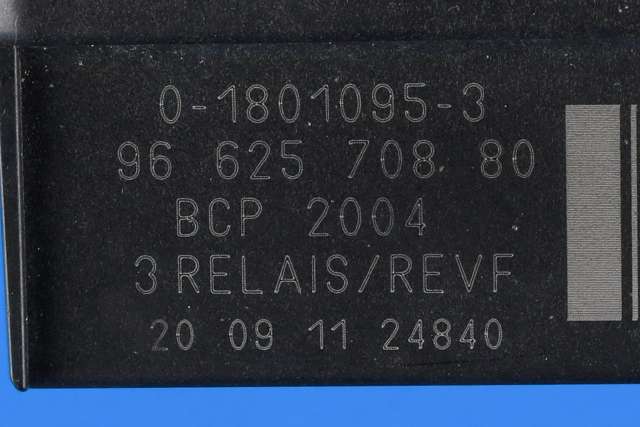 0-1801095-3
96 625 708 80
BCP 2004
3 RELAIS/REVF
20 09 11 24840